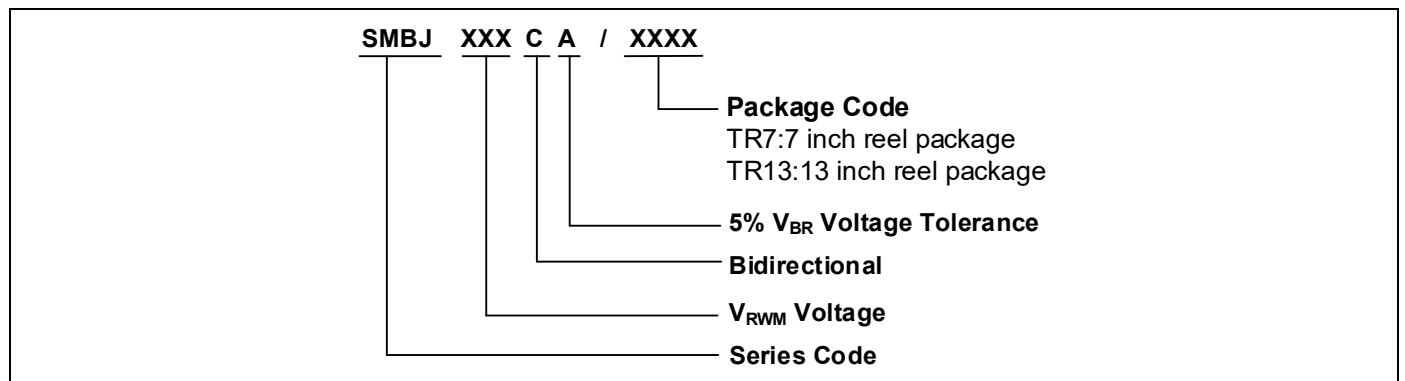 SMBJ XXX C A / XXXX
Package Code
TR7:7 inch reel package
TR13:13 inch reel package
5% VBR Voltage Tolerance
Bidirectional
VRWM Voltage
Series Code